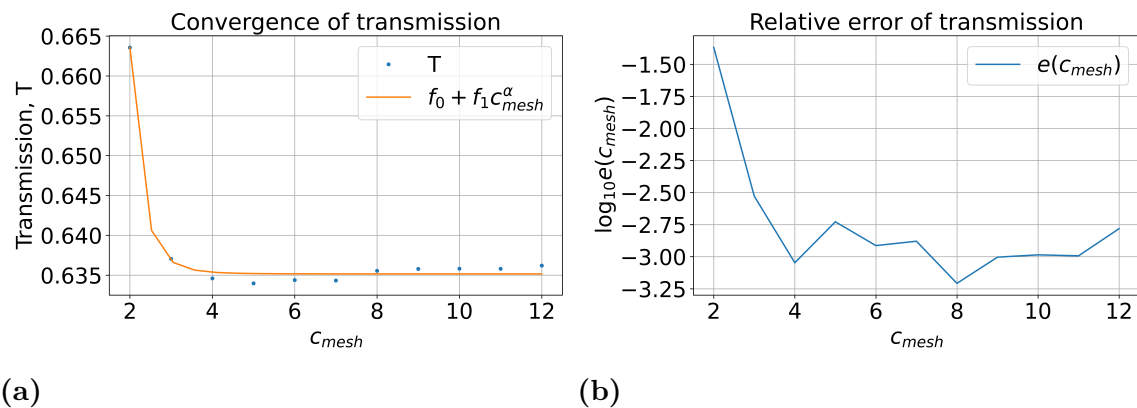 Convergence of transmission
0.665
0.660
0.655
0.650
0.645
0.640
0.635
Transmission, T
T
f₀ + f₁c^α_mesh
2 4 6 8 10 12
c_mesh
(a)
Relative error of transmission
−1.50
−1.75
−2.00
−2.25
−2.50
−2.75
−3.00
−3.25
log₁₀e(c_mesh)
e(c_mesh)
2 4 6 8 10 12
c_mesh
(b)